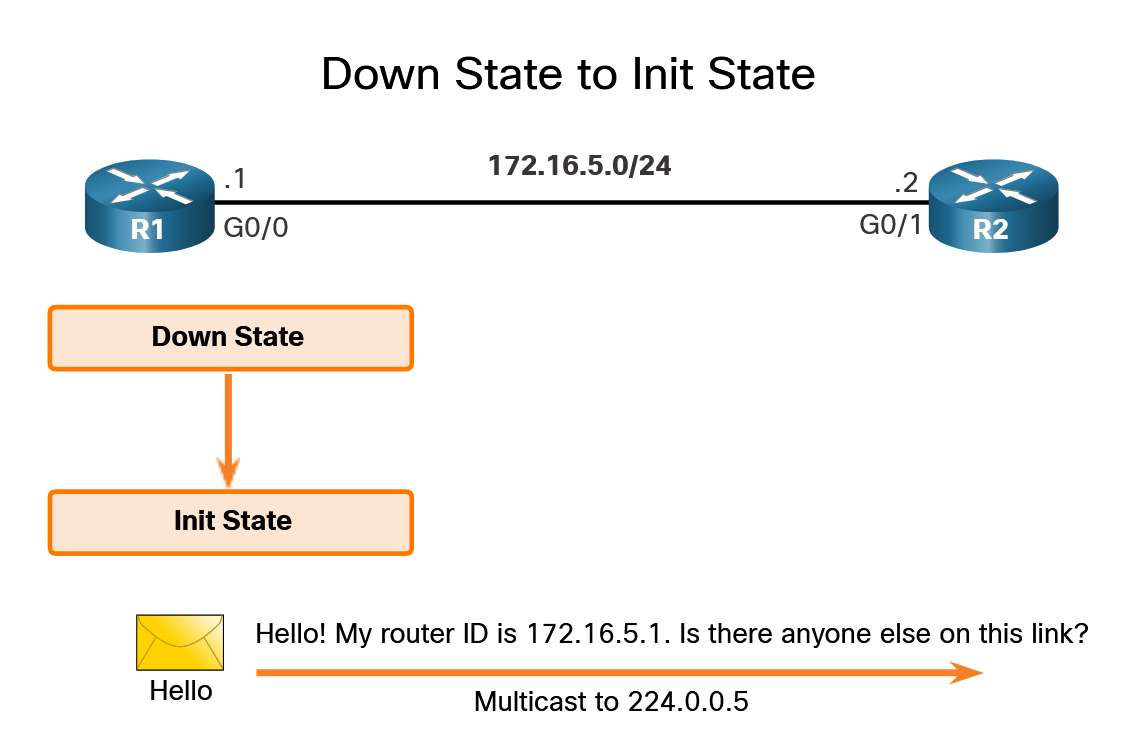 Down State to Init State
172.16.5.0/24
.1
.2
R1
G0/0
G0/1
R2
Down State
Init State
Hello! My router ID is 172.16.5.1. Is there anyone else on this link?
Hello
Multicast to 224.0.0.5